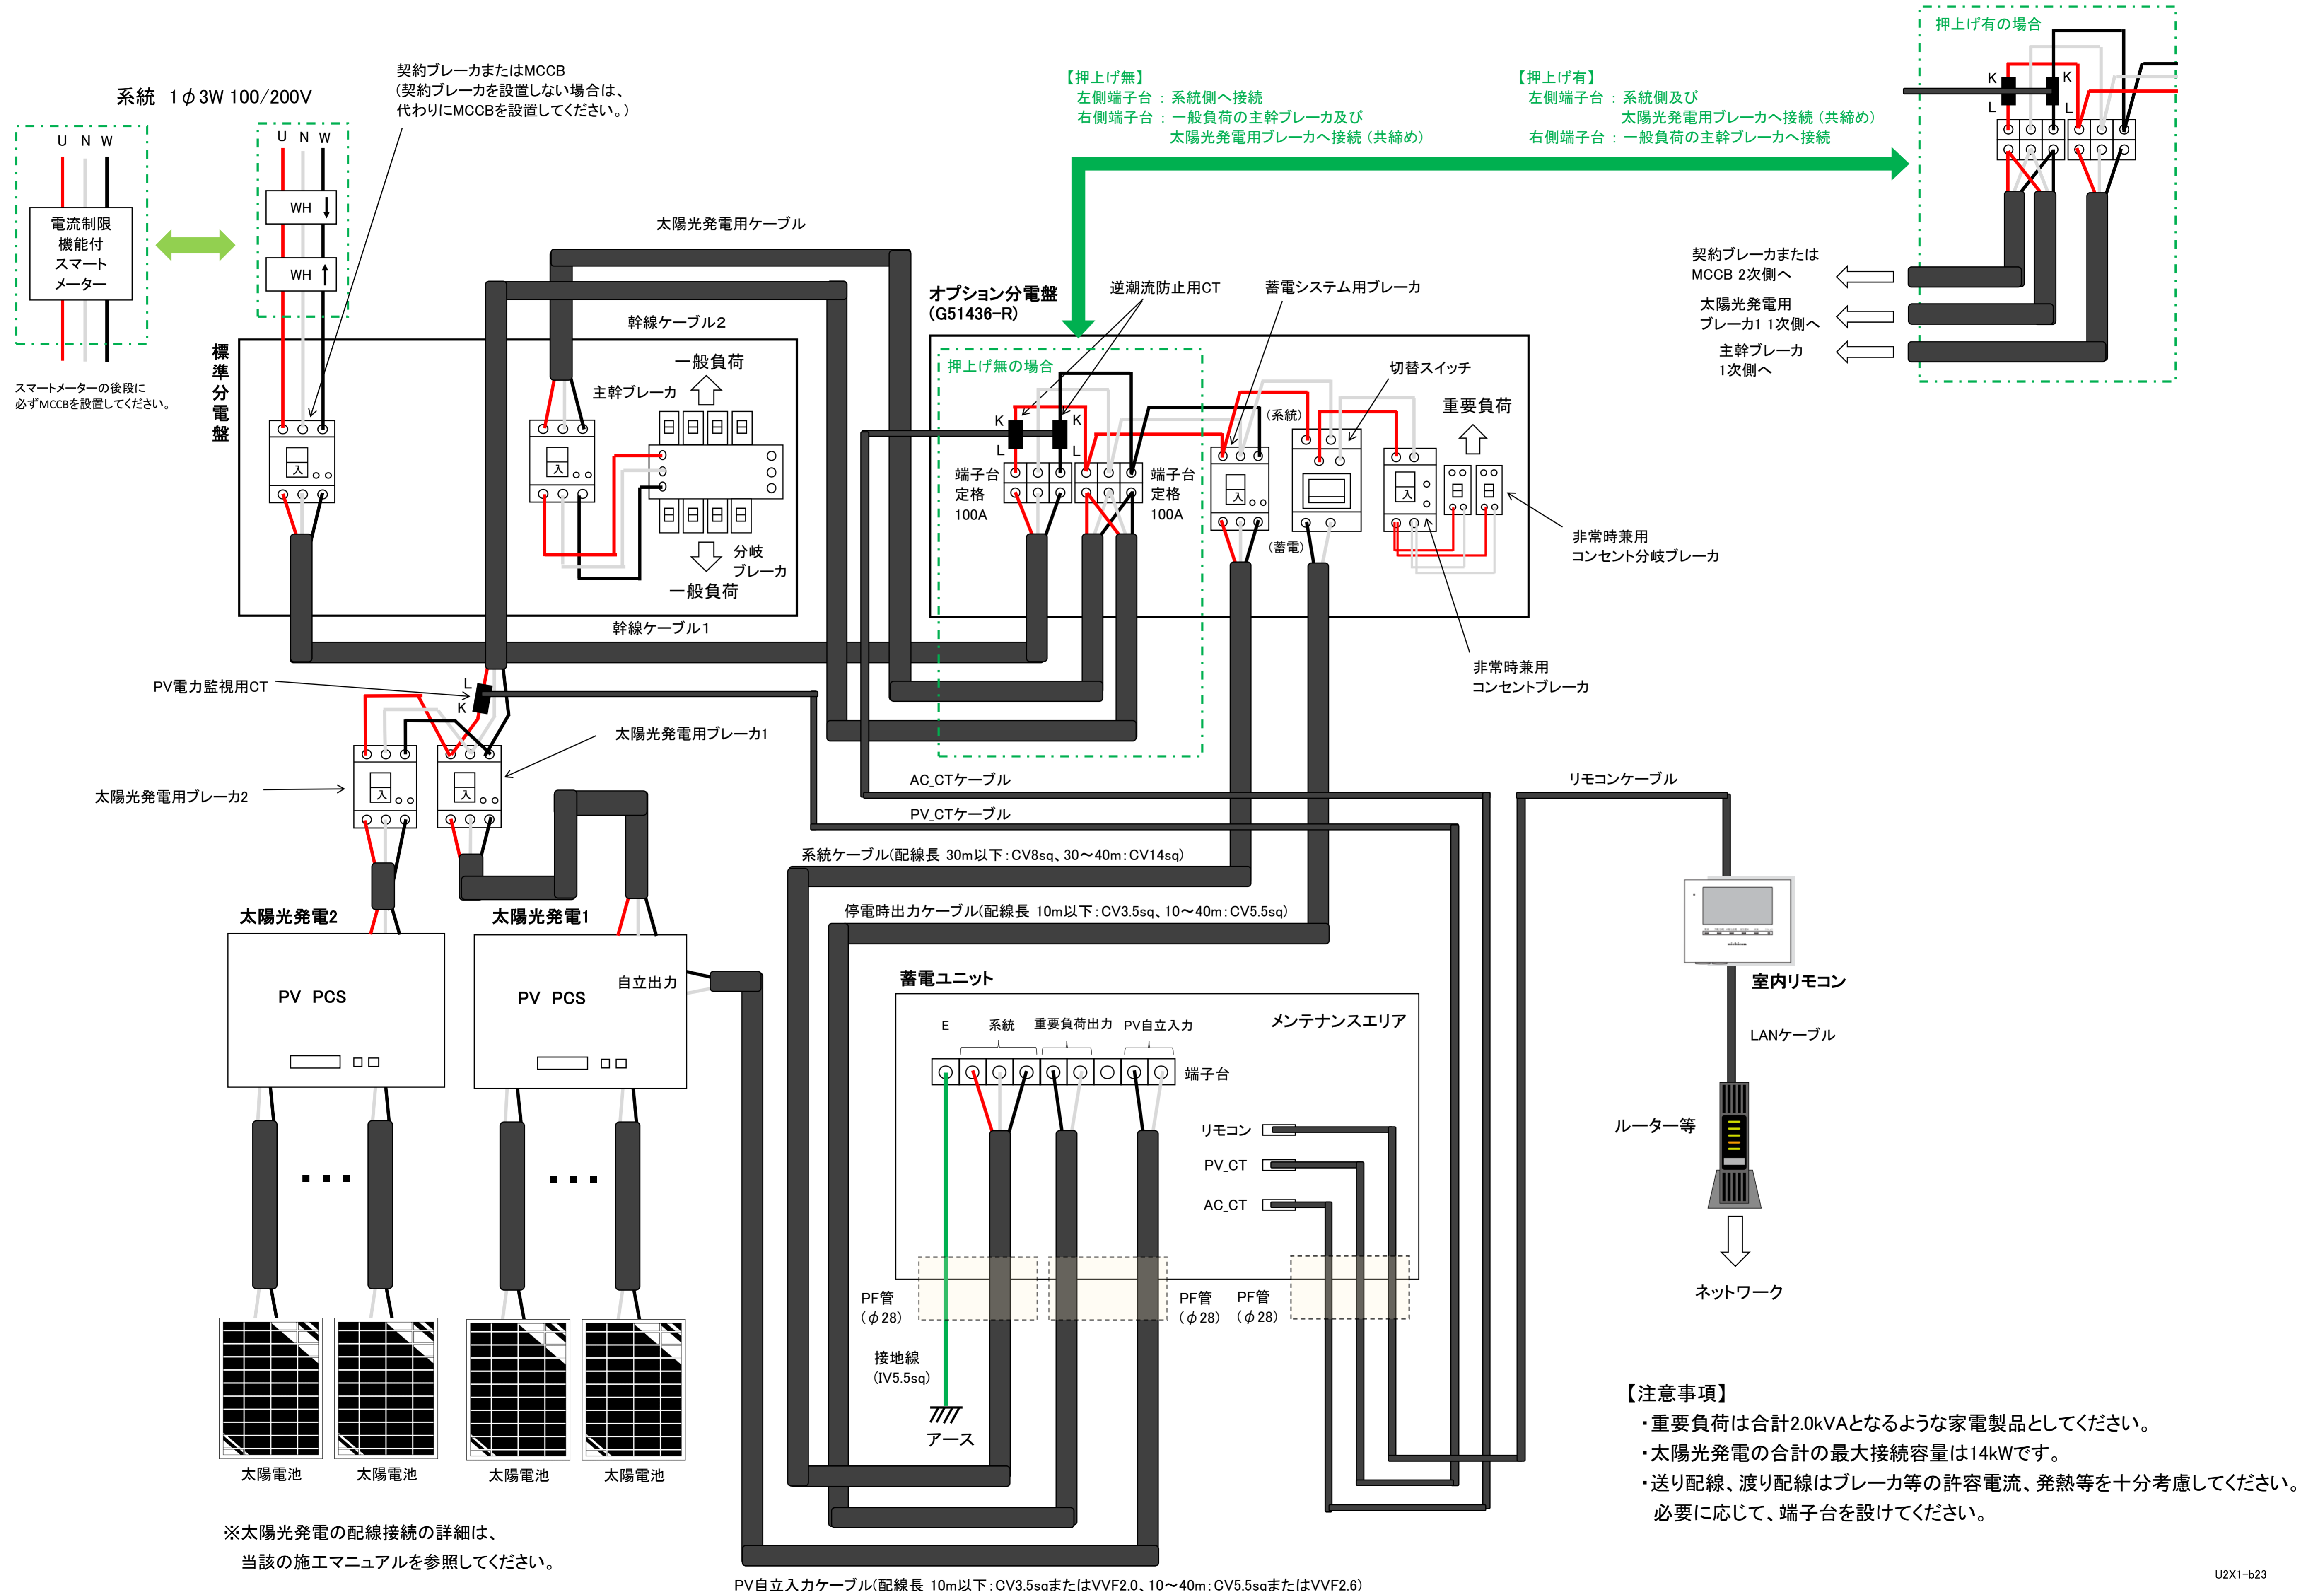 系統 1φ3W 100/200V
U N W
電流制限
機能付
スマート
メーター
スマートメーターの後段に
必ずMCCBを設置してください。
U N W
WH
WH
契約ブレーカまたはMCCB
(契約ブレーカを設置しない場合は、
代わりにMCCBを設置してください。)
標準分電盤
入
太陽光発電用ケーブル
幹線ケーブル2
一般負荷
主幹ブレーカ
入
分岐
ブレーカ
一般負荷
幹線ケーブル1
【押上げ無】
左側端子台 : 系統側へ接続
右側端子台 : 一般負荷の主幹ブレーカ及び
太陽光発電用ブレーカへ接続 (共締め)
【押上げ有】
左側端子台 : 系統側及び
太陽光発電用ブレーカへ接続 (共締め)
右側端子台 : 一般負荷の主幹ブレーカへ接続
押上げ有の場合
K
K
L
L
契約ブレーカまたは
MCCB 2次側へ
太陽光発電用
ブレーカ1 1次側へ
主幹ブレーカ
1次側へ
オプション分電盤
(G51436-R)
逆潮流防止用CT
蓄電システム用ブレーカ
押上げ無の場合
切替スイッチ
重要負荷
K
K
L
L
(系統)
端子台
定格
100A
端子台
定格
100A
入
入
(蓄電)
非常時兼用
コンセント分岐ブレーカ
非常時兼用
コンセントブレーカ
PV電力監視用CT
L
K
太陽光発電用ブレーカ1
太陽光発電用ブレーカ2
入
入
AC_CTケーブル
PV_CTケーブル
リモコンケーブル
系統ケーブル(配線長 30m以下:CV8sq、30〜40m:CV14sq)
停電時出力ケーブル(配線長 10m以下:CV3.5sq、10〜40m:CV5.5sq)
太陽光発電2
太陽光発電1
PV PCS
PV PCS
自立出力
蓄電ユニット
E
系統
重要負荷出力
PV自立入力
メンテナンスエリア
端子台
リモコン
PV_CT
AC_CT
PF管
(φ28)
PF管
(φ28)
PF管
(φ28)
接地線
(IV5.5sq)
アース
室内リモコン
LANケーブル
ルーター等
ネットワーク
太陽電池
太陽電池
太陽電池
太陽電池
※太陽光発電の配線接続の詳細は、
当該の施工マニュアルを参照してください。
PV自立入力ケーブル(配線長 10m以下:CV3.5sqまたはVVF2.0、10〜40m:CV5.5sqまたはVVF2.6)
【注意事項】
・重要負荷は合計2.0kVAとなるような家電製品としてください。
・太陽光発電の合計の最大接続容量は14kWです。
・送り配線、渡り配線はブレーカ等の許容電流、発熱等を十分考慮してください。
必要に応じて、端子台を設けてください。
U2X1-b23